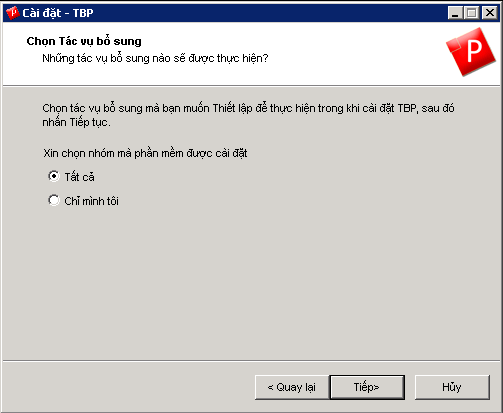 Cài đặt - TBP
Chọn Tác vụ bổ sung
Những tác vụ bổ sung nào sẽ được thực hiện?
P
Chọn tác vụ bổ sung mà bạn muốn Thiết lập để thực hiện trong khi cài đặt TBP, sau đó
nhấn Tiếp tục.
Xin chọn nhóm mà phần mềm được cài đặt
Tất cả
Chỉ mình tôi
< Quay lại
Tiếp>
Hủy